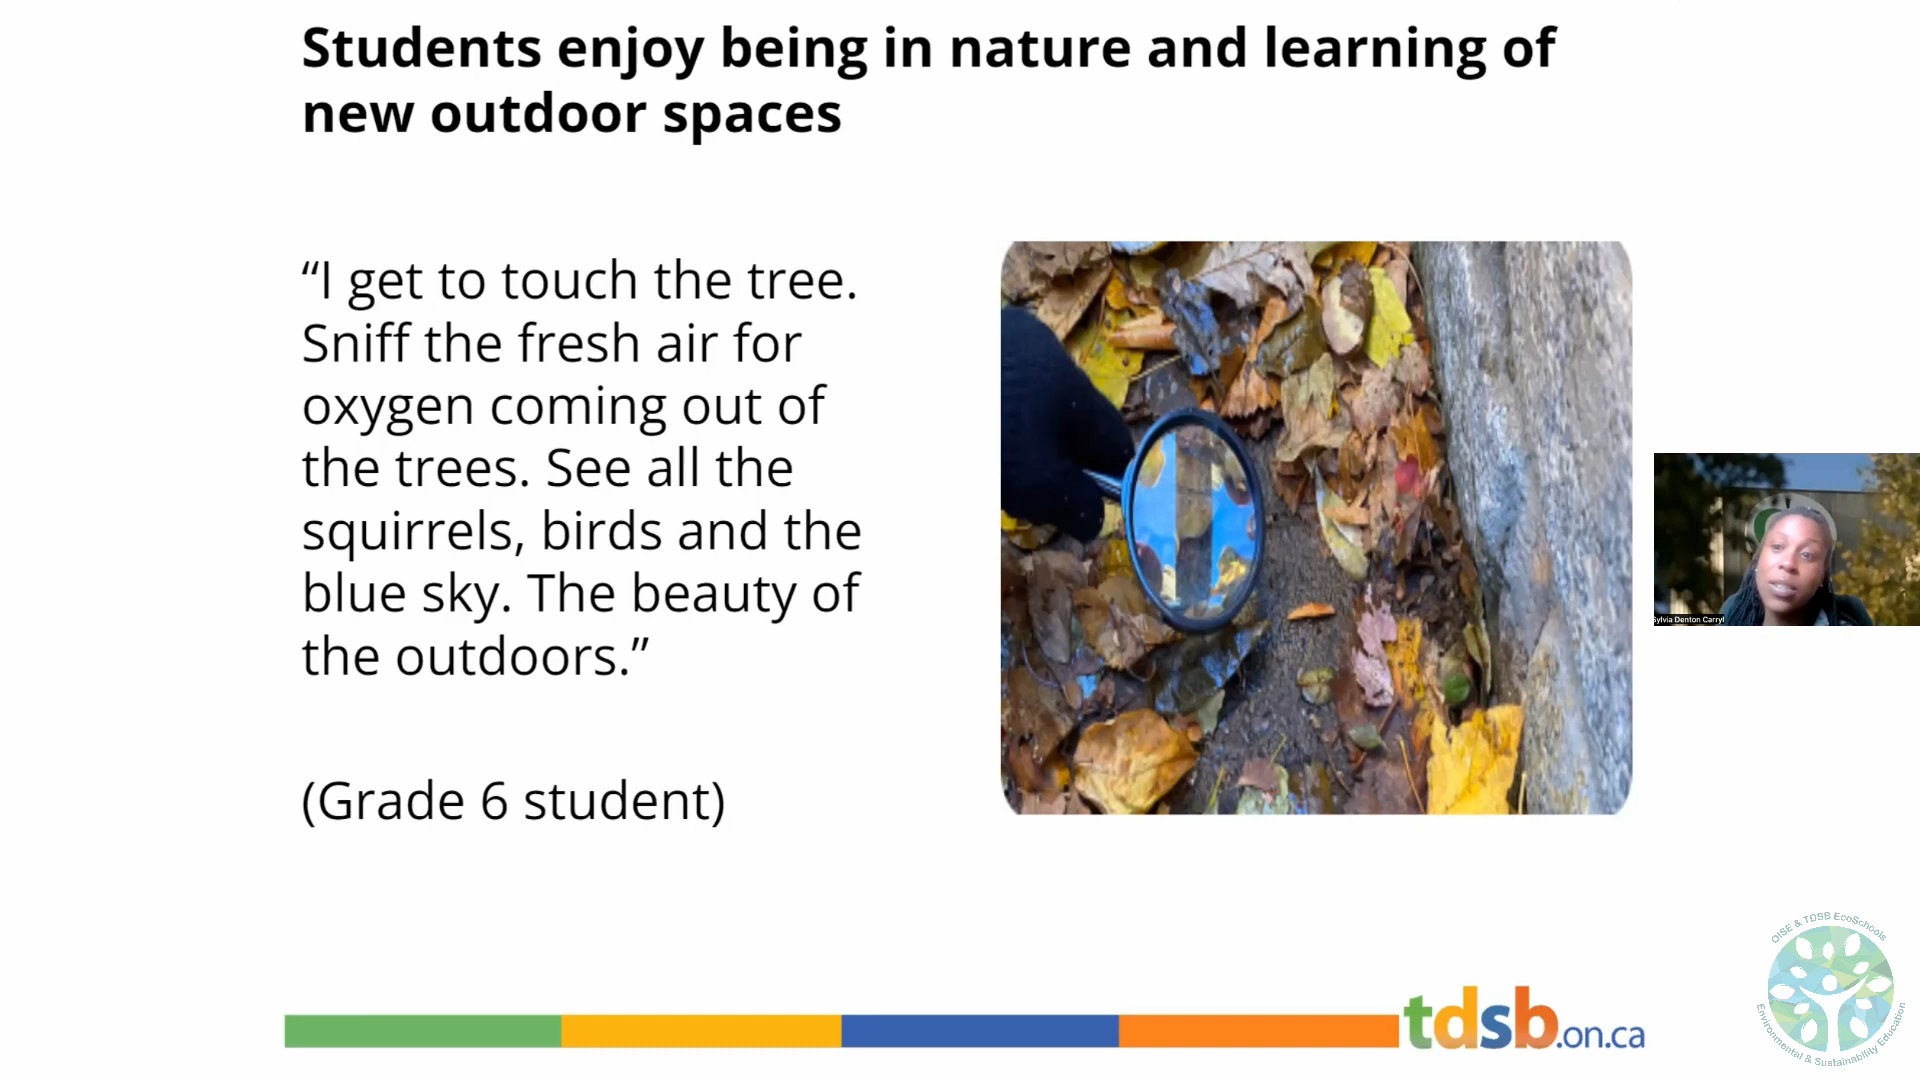 Students enjoy being in nature and learning of
new outdoor spaces
“I get to touch the tree.
Sniff the fresh air for
oxygen coming out of
the trees. See all the
squirrels, birds and the
blue sky. The beauty of
the outdoors.”
(Grade 6 student)
Sylvia Denton Carryl
OISE & TDSB EcoSchools
Environmental & Sustainability Education
tdsb.on.ca